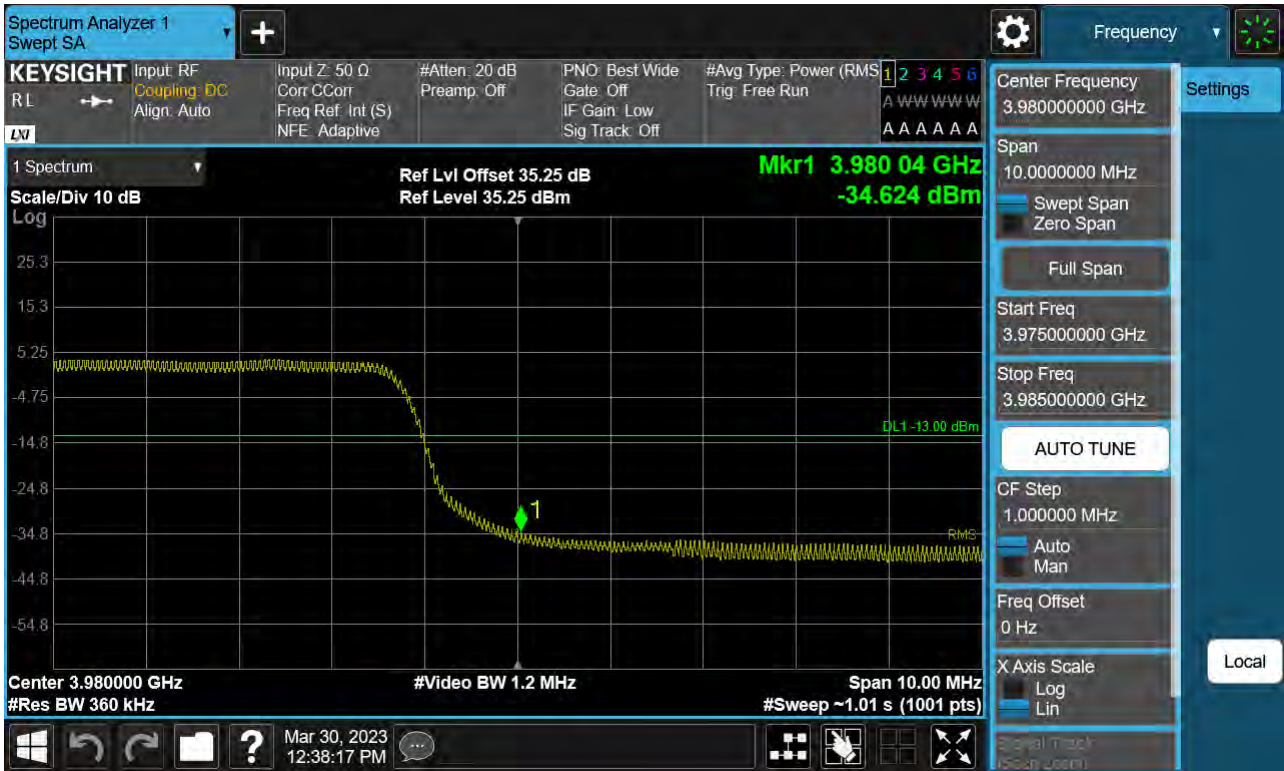 Spectrum Analyzer 1
Swept SA
Frequency
KEYSIGHT
RL
LXI
Input: RF
Coupling: DC
Align: Auto
Input Z: 50 Ω
Corr CCorr
Freq Ref: Int (S)
NFE: Adaptive
#Atten: 20 dB
Preamp: Off
PNO: Best Wide
Gate: Off
IF Gain: Low
Sig Track: Off
#Avg Type: Power (RMS
Trig: Free Run
1 2 3 4 5 6
A W W W W W
A A A A A A
1 Spectrum
Scale/Div 10 dB
Log
Ref Lvl Offset 35.25 dB
Ref Level 35.25 dBm
Mkr1 3.980 04 GHz
-34.624 dBm
25.3
15.3
5.25
-4.75
-14.8
-24.8
-34.8
-44.8
-54.8
DL1 -13.00 dBm
1
RMS
Center 3.980000 GHz
#Res BW 360 kHz
#Video BW 1.2 MHz
Span 10.00 MHz
#Sweep ~1.01 s (1001 pts)
Center Frequency
3.980000000 GHz
Settings
Span
10.0000000 MHz
Swept Span
Zero Span
Full Span
Start Freq
3.975000000 GHz
Stop Freq
3.985000000 GHz
AUTO TUNE
CF Step
1.000000 MHz
Auto
Man
Freq Offset
0 Hz
X Axis Scale
Log
Lin
Local
Signal Track
(Span Zoom)
Mar 30, 2023
12:38:17 PM